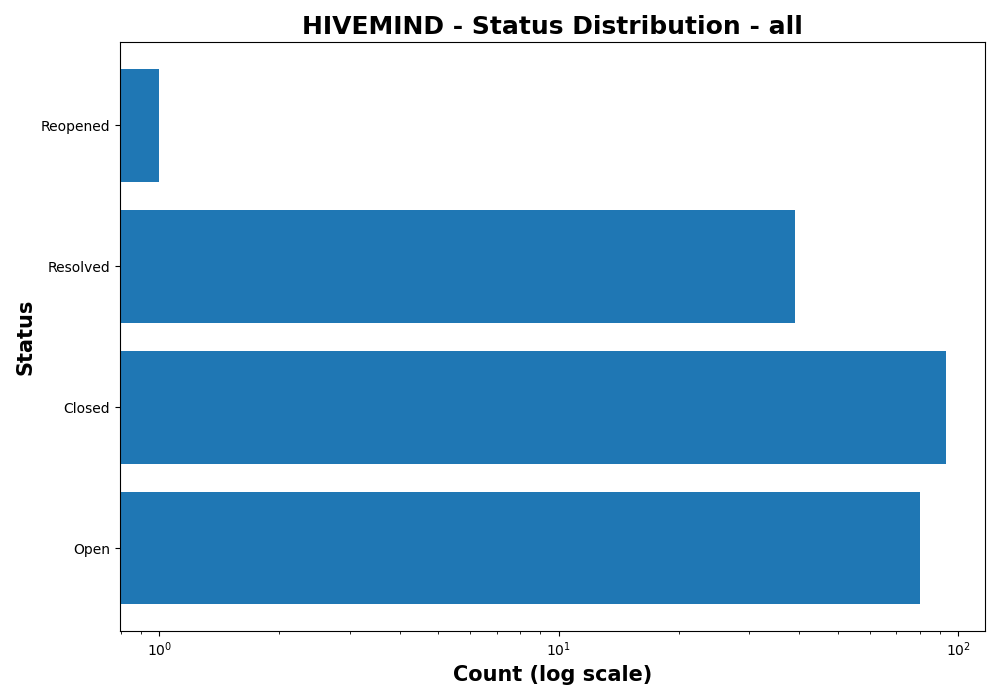 HIVEMIND - Status Distribution - all
Reopened
Resolved
Closed
Open
Status
10⁰
10¹
10²
Count (log scale)